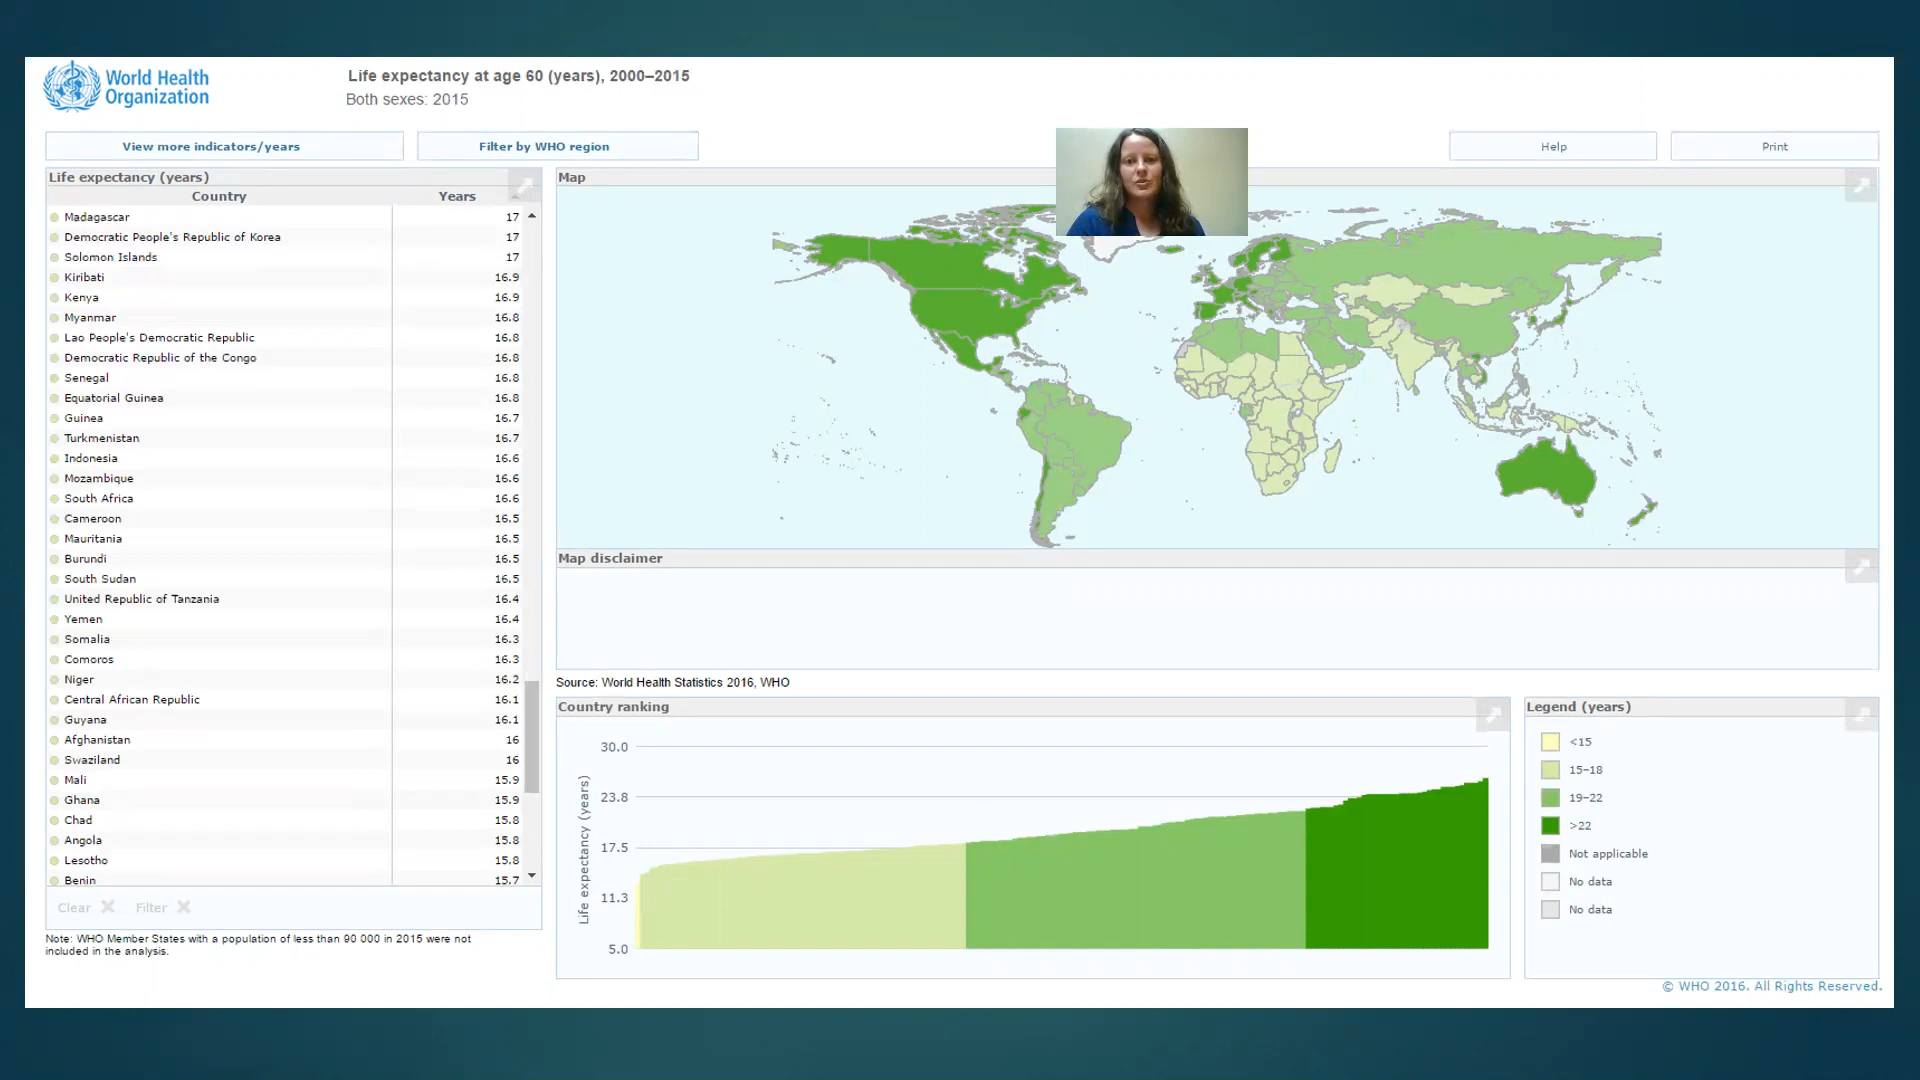 World Health
Organization
Life expectancy at age 60 (years), 2000–2015
Both sexes: 2015
View more indicators/years
Filter by WHO region
Help
Print
Life expectancy (years)
Country Years
Madagascar 17
Democratic People's Republic of Korea 17
Solomon Islands 17
Kiribati 16.9
Kenya 16.9
Myanmar 16.8
Lao People's Democratic Republic 16.8
Democratic Republic of the Congo 16.8
Senegal 16.8
Equatorial Guinea 16.8
Guinea 16.7
Turkmenistan 16.7
Indonesia 16.6
Mozambique 16.6
South Africa 16.6
Cameroon 16.5
Mauritania 16.5
Burundi 16.5
South Sudan 16.5
United Republic of Tanzania 16.4
Yemen 16.4
Somalia 16.3
Comoros 16.3
Niger 16.2
Central African Republic 16.1
Guyana 16.1
Afghanistan 16
Swaziland 16
Mali 15.9
Ghana 15.9
Chad 15.8
Angola 15.8
Lesotho 15.8
Benin 15.7
Clear Filter
Note: WHO Member States with a population of less than 90 000 in 2015 were not
included in the analysis.
Map
Map disclaimer
Source: World Health Statistics 2016, WHO
Country ranking
Life expectancy (years)
30.0
23.8
17.5
11.3
5.0
Legend (years)
<15
15–18
19–22
>22
Not applicable
No data
No data
© WHO 2016. All Rights Reserved.